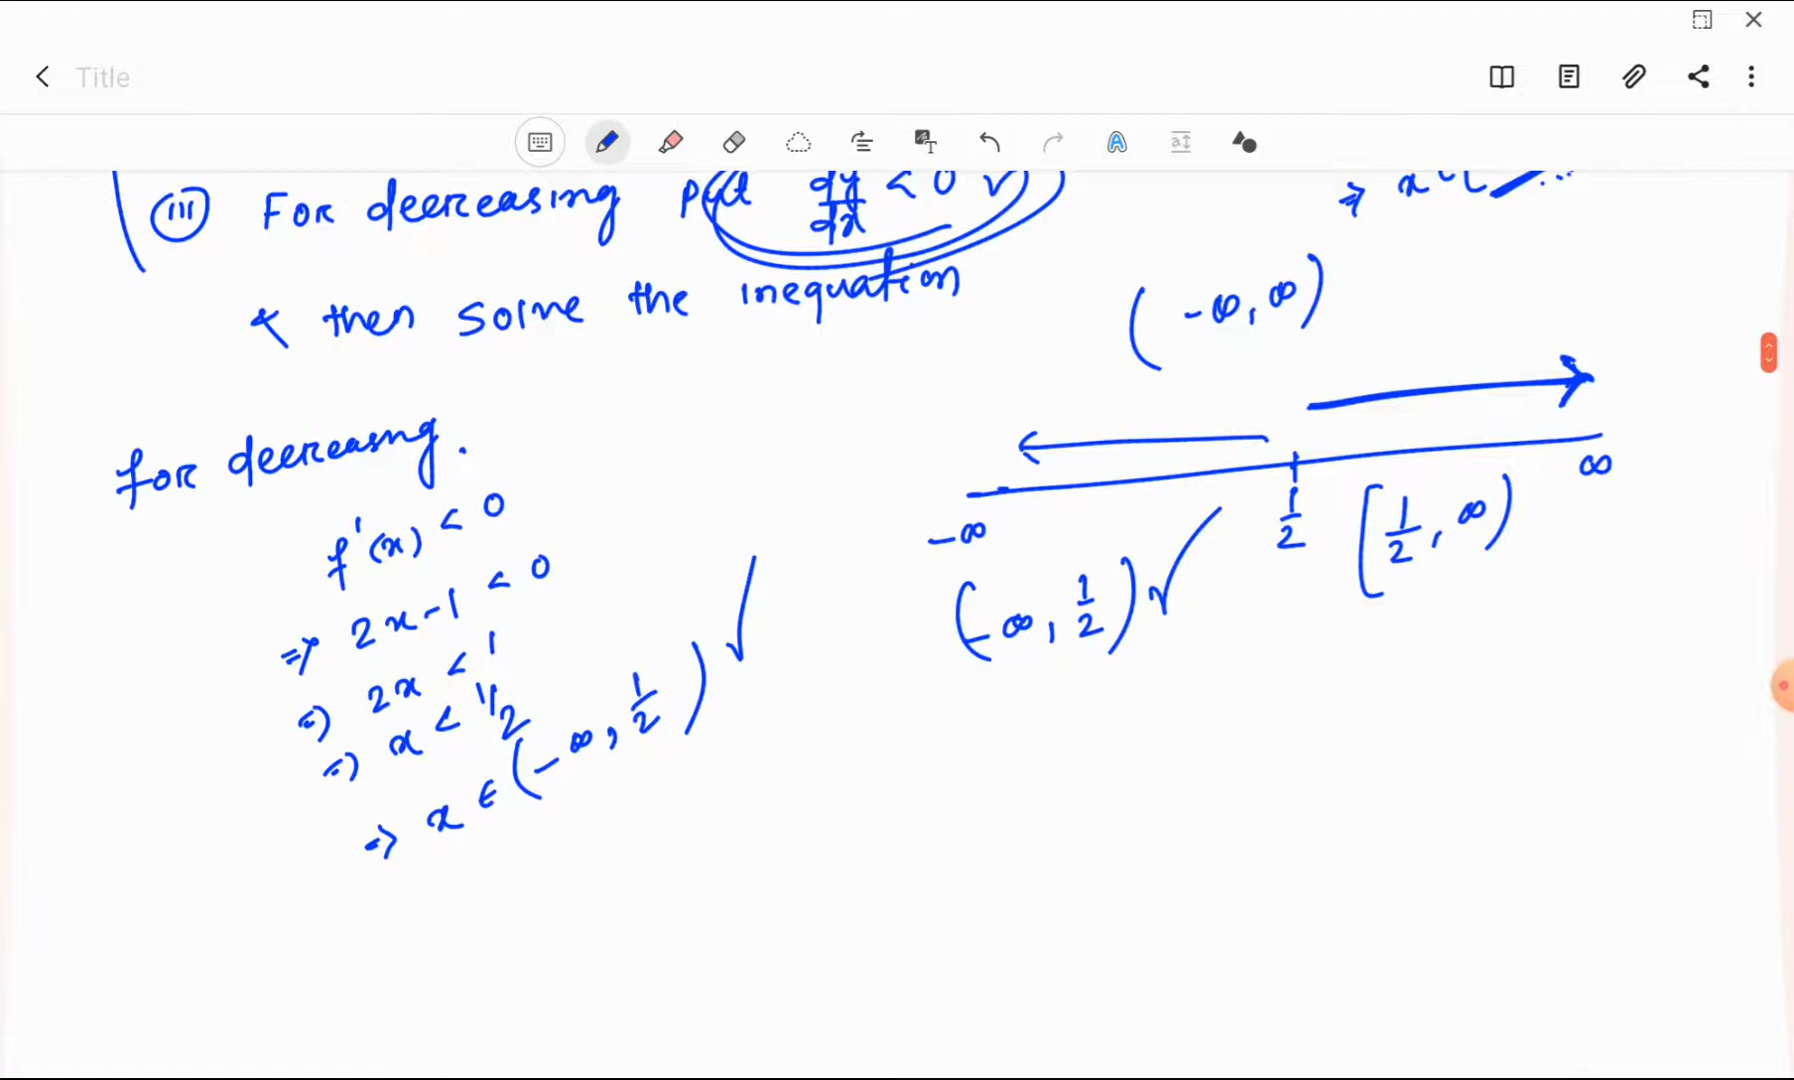 Title
(iii) For decreasing put dy/dx < 0 ✓
⇒ x
& then solve the inequation
(-∞, ∞)
for decreasing.
f'(x) < 0
⇒ 2x-1 < 0
⇒ 2x < 1
⇒ x < 1/2
⇒ x ∈ (-∞, 1/2) ✓
-∞ 1/2 ∞
(-∞, 1/2) ✓ [1/2, ∞)